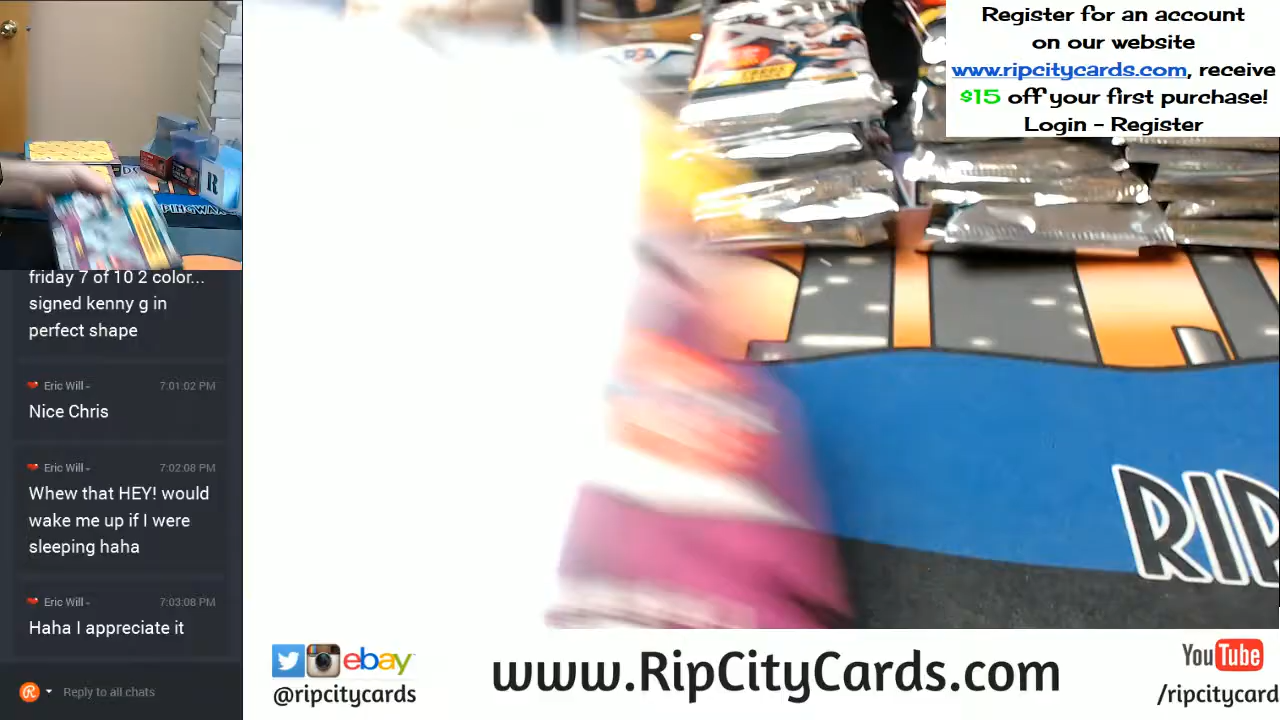 Register for an account
on our website
www.ripcitycards.com, receive
$15 off your first purchase!
Login - Register
R
PINGWAX
friday 7 of 10 2 color...
signed kenny g in
perfect shape
Eric Will
7:01:02 PM
Nice Chris
Eric Will
7:02:08 PM
Whew that HEY! would
wake me up if I were
sleeping haha
Eric Will
7:03:08 PM
Haha I appreciate it
Reply to all chats
RIP
ebay
@ripcitycards
www.RipCityCards.com
YouTube
/ripcitycard